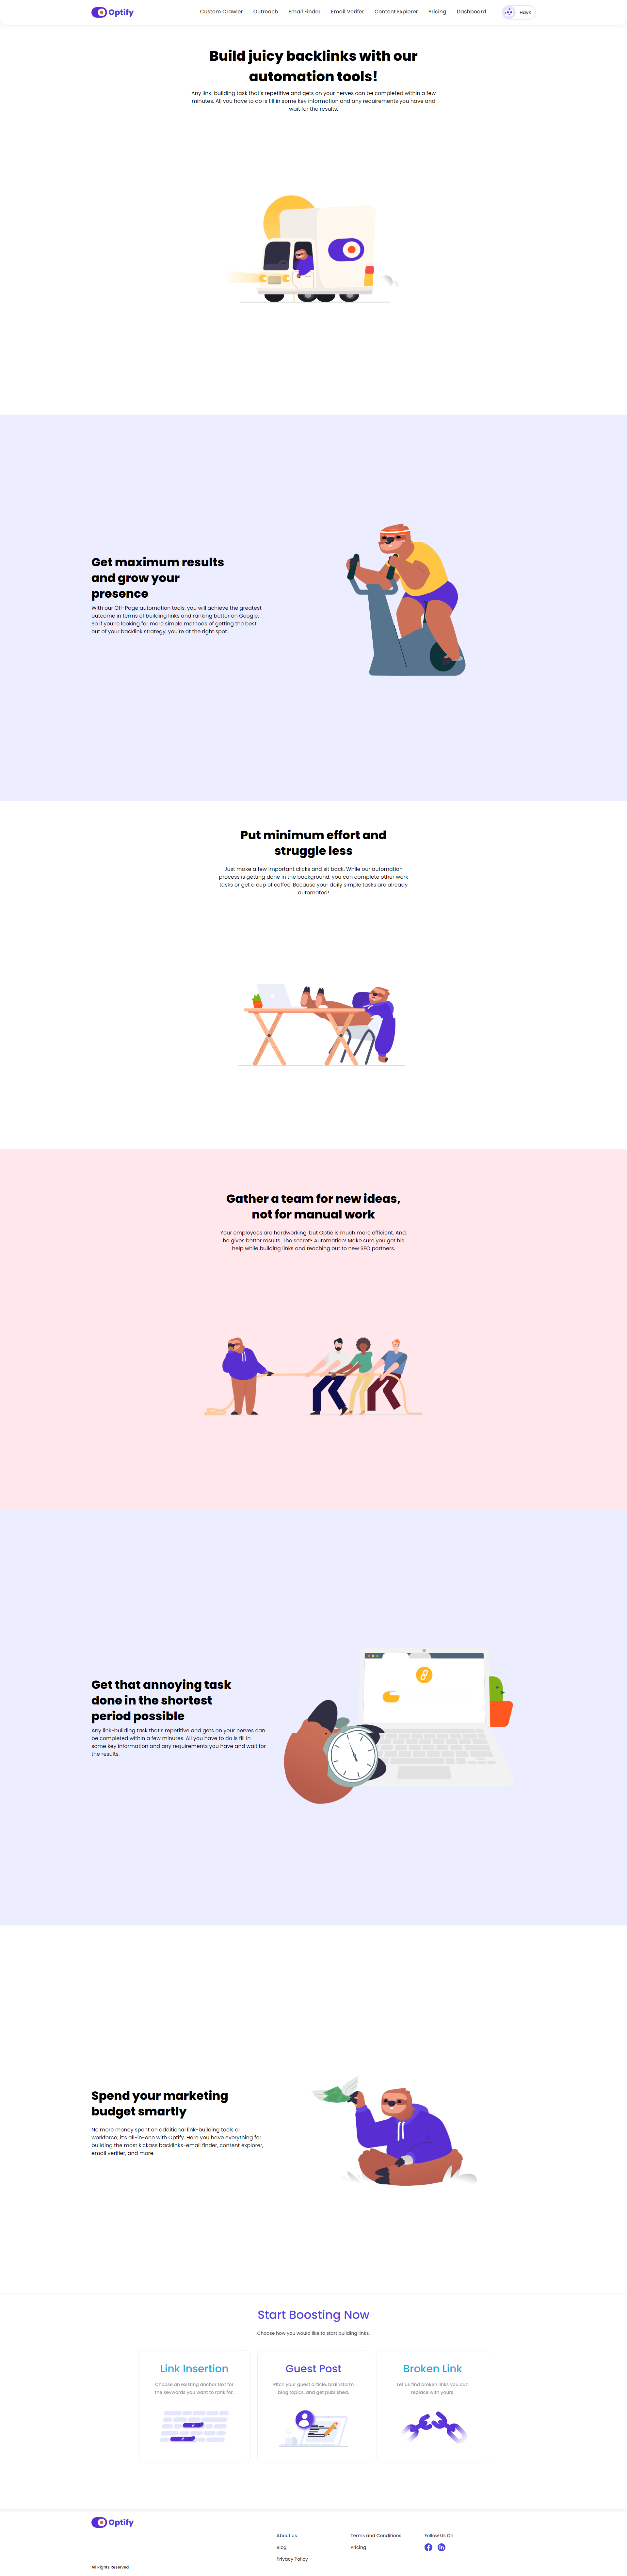 Optify
Custom Crawler Outreach Email Finder Email Verifier Content Explorer Pricing Dashboard Hayk
Build juicy backlinks with our
automation tools!
Any link-building task that's repetitive and gets on your nerves can be completed within a few
minutes. All you have to do is fill in some key information and any requirements you have and
wait for the results.
Get maximum results
and grow your
presence
With our Off-Page automation tools, you will achieve the greatest
outcome in terms of building links and ranking better on Google.
So if you're looking for more simple methods of getting the best
out of your backlink strategy, you're at the right spot.
Put minimum effort and
struggle less
Just make a few important clicks and sit back. While our automation
process is getting done in the background, you can complete other work
tasks or get a cup of coffee. Because your daily simple tasks are already
automated!
Gather a team for new ideas,
not for manual work
Your employees are hardworking, but Optie is much more efficient. And,
he gives better results. The secret? Automation! Make sure you get his
help while building links and reaching out to new SEO partners.
Get that annoying task
done in the shortest
period possible
Any link-building task that's repetitive and gets on your nerves can
be completed within a few minutes. All you have to do is fill in
some key information and any requirements you have and wait for
the results.
Spend your marketing
budget smartly
No more money spent on additional link-building tools or
workforce; it's all-in-one with Optify. Here you have everything for
building the most kickass backlinks-email finder, content explorer,
email verifier, and more.
Start Boosting Now
Choose how you would like to start building links.
Link Insertion
Choose an existing anchor text for
the keywords you want to rank for.
Guest Post
Pitch your guest article, brainstorm
blog topics, and get published.
Broken Link
Let us find broken links you can
replace with yours.
Optify
About us
Blog
Privacy Policy
Terms and Conditions
Pricing
Follow Us On
All Rights Reserved